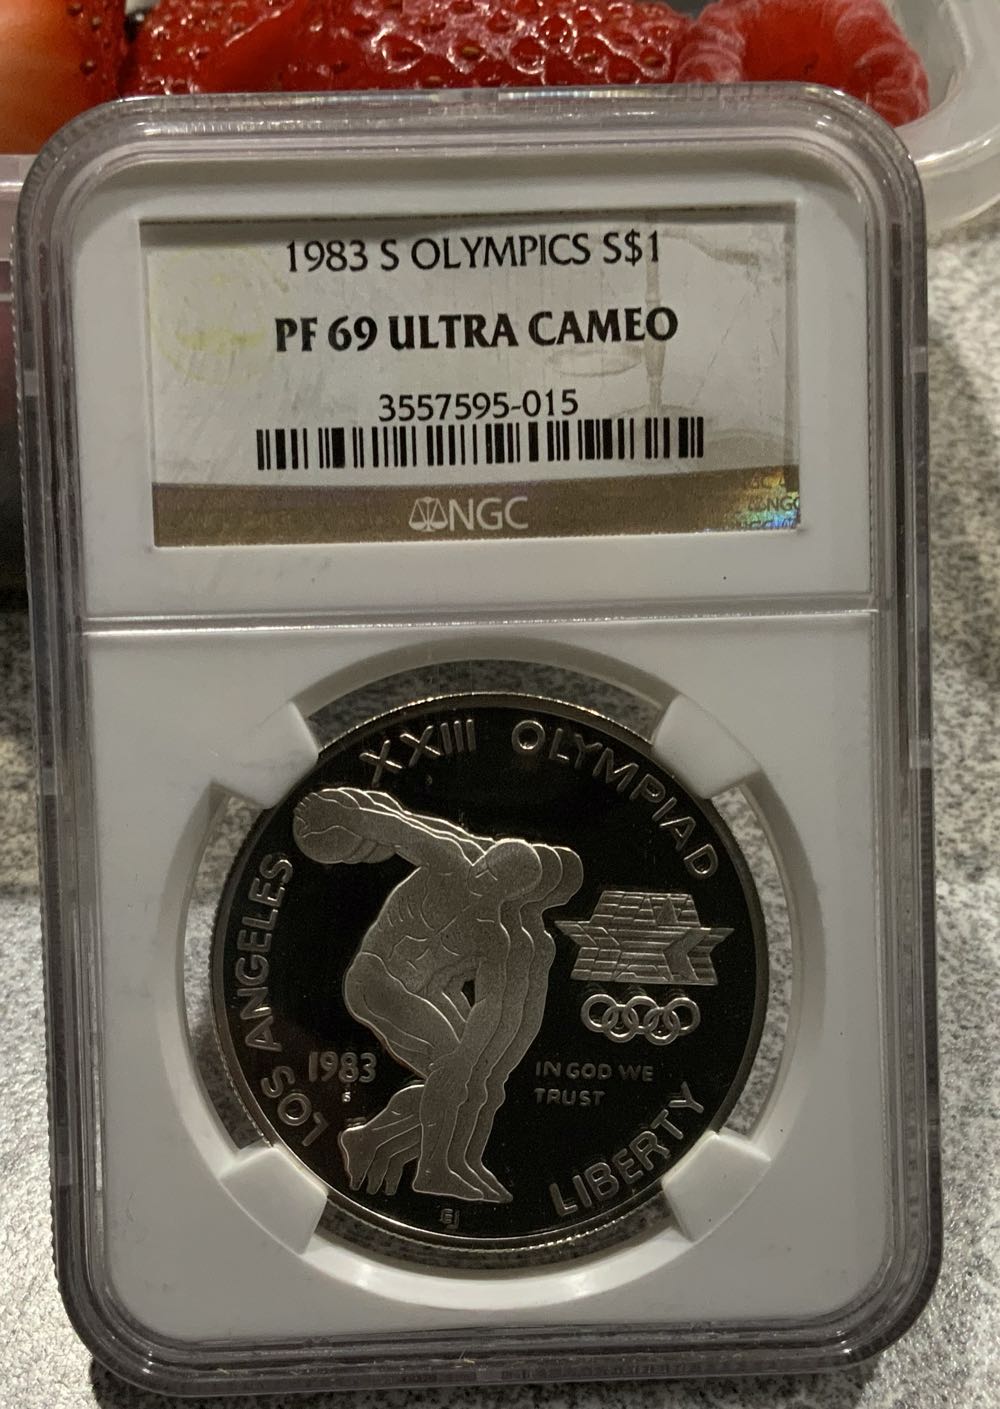 1983 S OLYMPICS S$1
PF 69 ULTRA CAMEO
3557595-015
NGC
NGC
XXIII OLYMPIAD
LOS ANGELES
1983
S
IN GOD WE
TRUST
LIBERTY
EJ